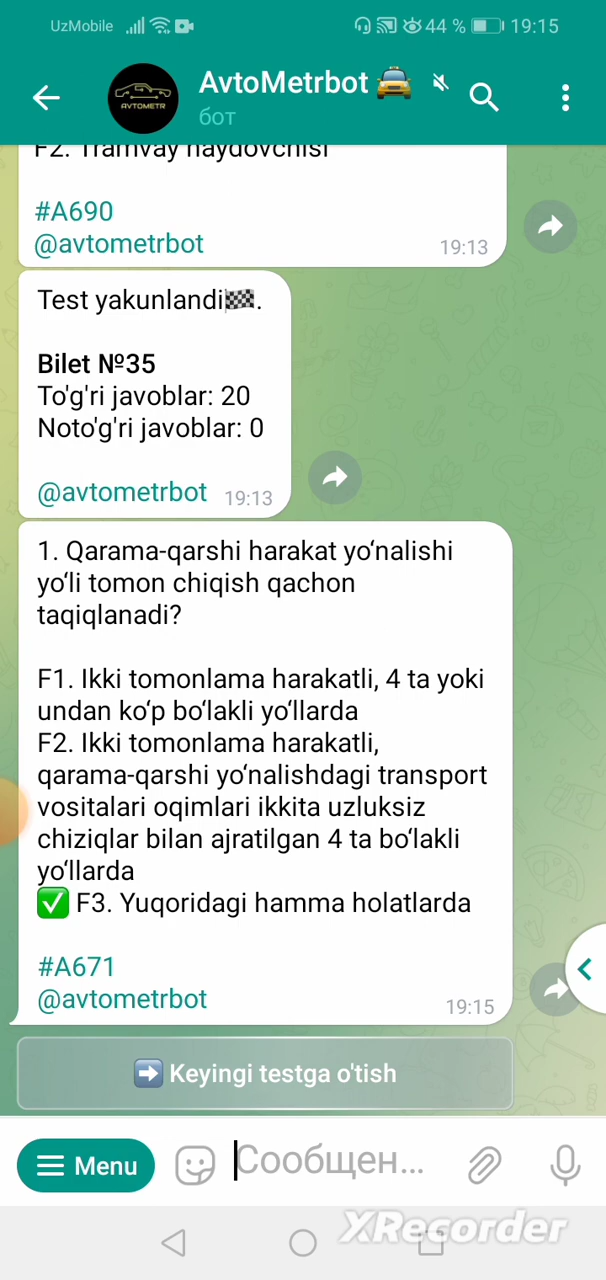 UzMobile 44 % 19:15
AvtoMetrbot
бот
AVTOMETR
F2. Tramvay haydovchisi
#A690
@avtometrbot 19:13
Test yakunlandi.
Bilet №35
To'g'ri javoblar: 20
Noto'g'ri javoblar: 0
@avtometrbot 19:13
1. Qarama-qarshi harakat yo‘nalishi
yo‘li tomon chiqish qachon
taqiqlanadi?
F1. Ikki tomonlama harakatli, 4 ta yoki
undan ko‘p bo‘lakli yo‘llarda
F2. Ikki tomonlama harakatli,
qarama-qarshi yo‘nalishdagi transport
vositalari oqimlari ikkita uzluksiz
chiziqlar bilan ajratilgan 4 ta bo‘lakli
yo‘llarda
F3. Yuqoridagi hamma holatlarda
#A671
@avtometrbot 19:15
Keyingi testga o'tish
Menu Сообщен...
XRecorder